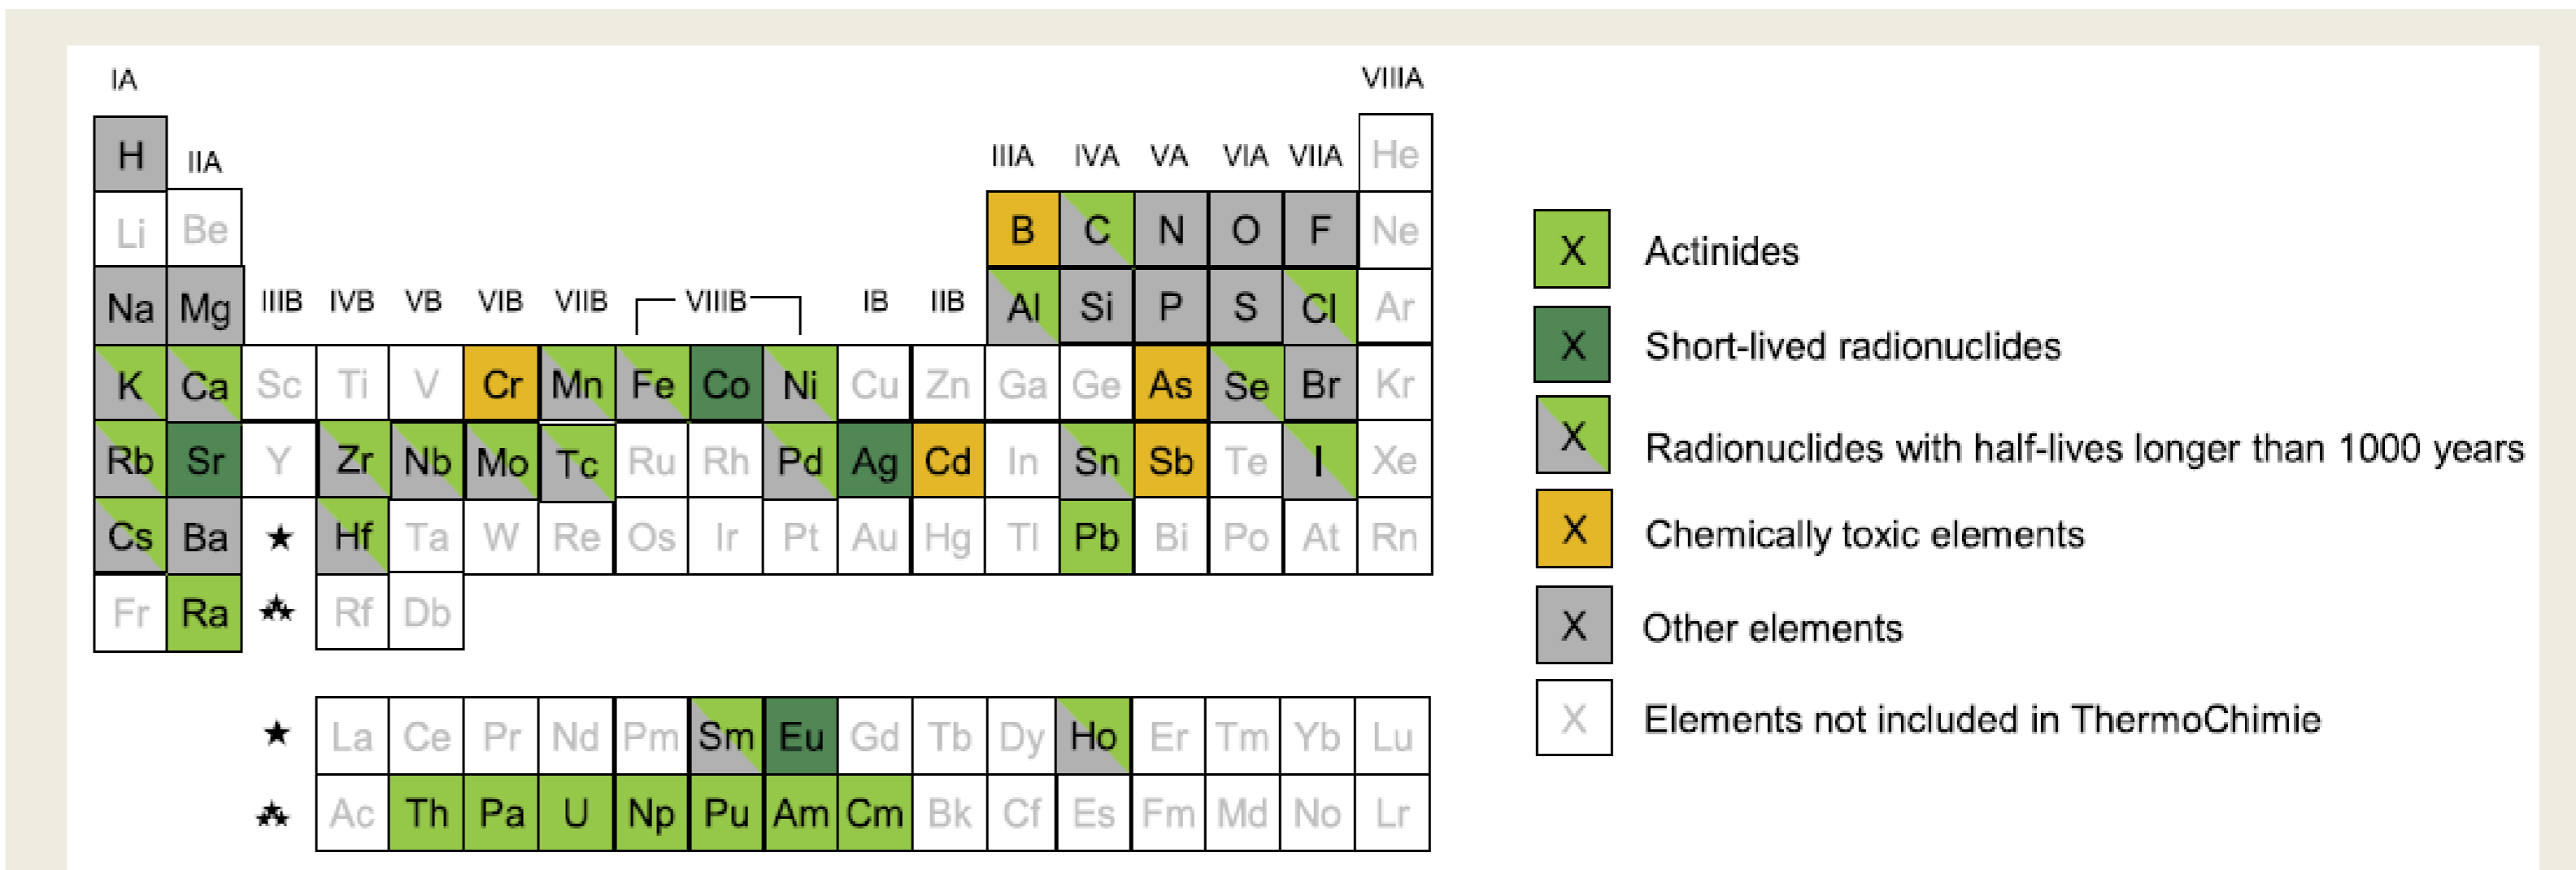 IA VIIIA
H IIA IIIA IVA VA VIA VIIA He
Li Be B C N O F Ne
Na Mg IIIB IVB VB VIB VIIB VIIIB IB IIB Al Si P S Cl Ar
K Ca Sc Ti V Cr Mn Fe Co Ni Cu Zn Ga Ge As Se Br Kr
Rb Sr Y Zr Nb Mo Tc Ru Rh Pd Ag Cd In Sn Sb Te I Xe
Cs Ba ★ Hf Ta W Re Os Ir Pt Au Hg Tl Pb Bi Po At Rn
Fr Ra ★★★ Rf Db
★ La Ce Pr Nd Pm Sm Eu Gd Tb Dy Ho Er Tm Yb Lu
★★★ Ac Th Pa U Np Pu Am Cm Bk Cf Es Fm Md No Lr
X Actinides
X Short-lived radionuclides
X Radionuclides with half-lives longer than 1000 years
X Chemically toxic elements
X Other elements
X Elements not included in ThermoChimie